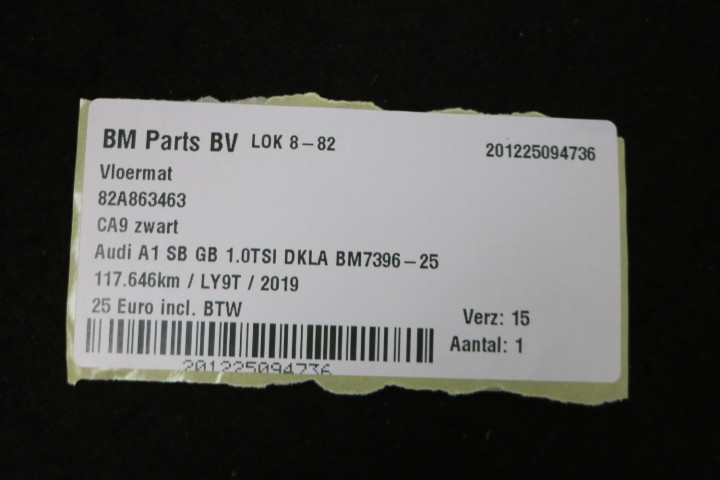 BM Parts BV LOK 8-82 201225094736
Vloermat
82A863463
CA9 zwart
Audi A1 SB GB 1.0TSI DKLA BM7396-25
117.646km / LY9T / 2019
25 Euro incl. BTW Verz: 15
Aantal: 1
201225094736